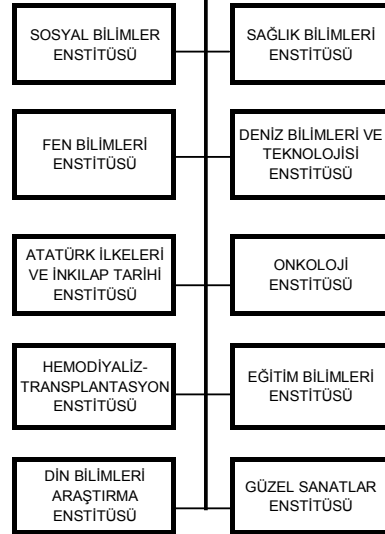 SOSYAL BİLİMLER
ENSTİTÜSÜ
SAĞLIK BİLİMLERİ
ENSTİTÜSÜ
FEN BİLİMLERİ
ENSTİTÜSÜ
DENİZ BİLİMLERİ VE
TEKNOLOJİSİ
ENSTİTÜSÜ
ATATÜRK İLKELERİ
VE İNKILAP TARİHİ
ENSTİTÜSÜ
ONKOLOJİ
ENSTİTÜSÜ
HEMODİYALİZ-
TRANSPLANTASYON
ENSTİTÜSÜ
EĞİTİM BİLİMLERİ
ENSTİTÜSÜ
DİN BİLİMLERİ
ARAŞTIRMA
ENSTİTÜSÜ
GÜZEL SANATLAR
ENSTİTÜSÜ